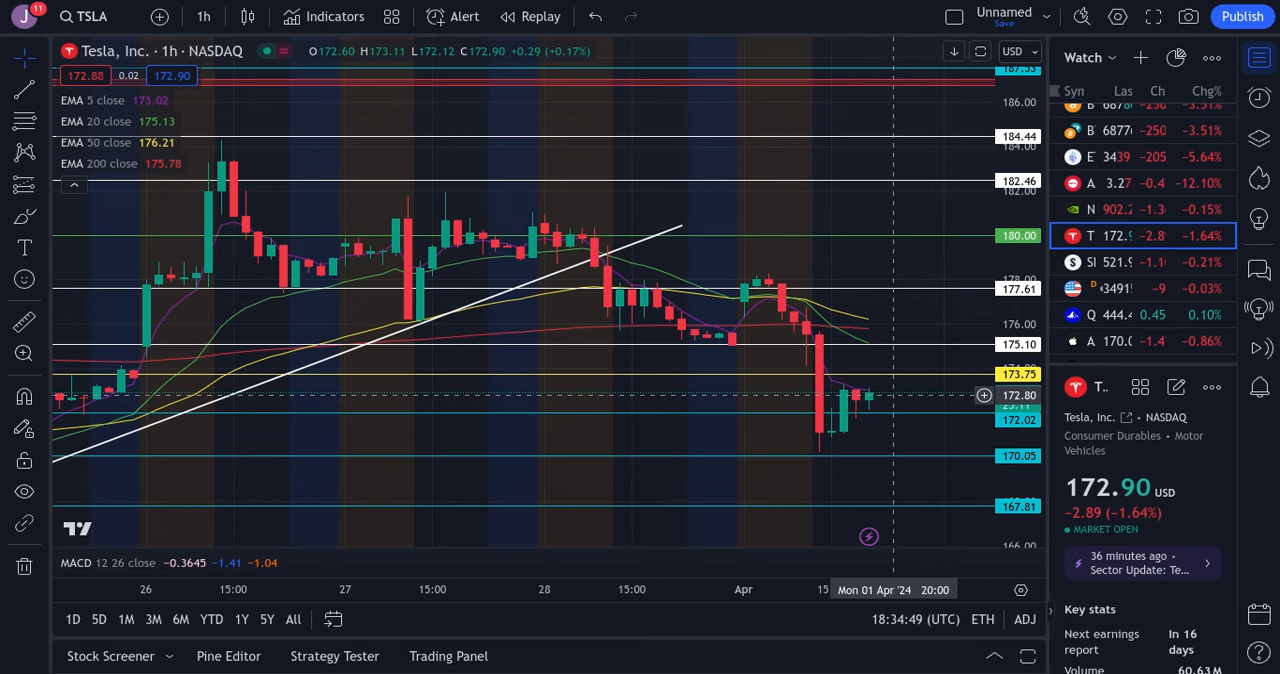 J 11 TSLA 1h Indicators Alert Replay Unnamed Save Publish
Tesla, Inc. · 1h · NASDAQ O172.60 H173.11 L172.12 C172.90 +0.29 (+0.17%) USD
172.88 0.02 172.90
EMA 5 close 173.02
EMA 20 close 175.13
EMA 50 close 176.21
EMA 200 close 175.78
186.00
184.44
184.00
182.46
182.00
180.00
178.00
177.61
176.00
175.10
173.75
172.80
172.02
170.05
167.81
166.00
MACD 12 26 close −0.3645 −1.41 −1.04
26 15:00 27 15:00 28 15:00 Apr 15 Mon 01 Apr '24 20:00
1D 5D 1M 3M 6M YTD 1Y 5Y All 18:34:49 (UTC) ETH ADJ
Stock Screener Pine Editor Strategy Tester Trading Panel
Watch
Sym Las Ch Chg%
−250 −3.51%
B 6877 −250 −3.51%
E 3439 −205 −5.64%
A 3.27 −0.4 −12.10%
N 902.2 −1.3 −0.15%
T 172.9 −2.8 −1.64%
SI 521.9 −1.1 −0.21%
D 3491 −9 −0.03%
Q 444.4 0.45 0.10%
A 170.0 −1.4 −0.86%
T..
Tesla, Inc. • NASDAQ
Consumer Durables • Motor
Vehicles
172.90 USD
−2.89 (−1.64%)
MARKET OPEN
36 minutes ago •
Sector Update: Te...
Key stats
Next earnings In 16
report days
Volume 60.63M